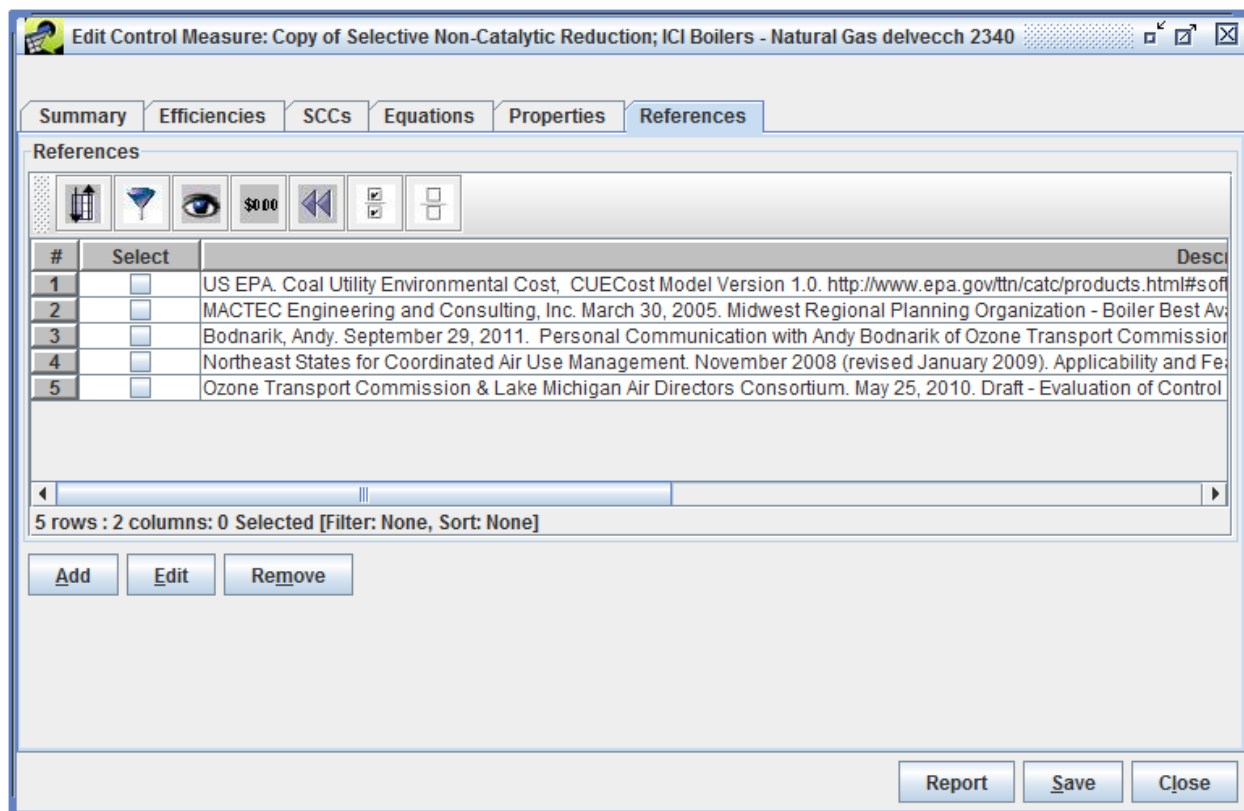 Edit Control Measure: Copy of Selective Non-Catalytic Reduction; ICI Boilers - Natural Gas delvecch 2340
Summary Efficiencies SCCs Equations Properties References
References
$000
# Select Descri
1 US EPA. Coal Utility Environmental Cost, CUECost Model Version 1.0. http://www.epa.gov/ttn/catc/products.html#soft
2 MACTEC Engineering and Consulting, Inc. March 30, 2005. Midwest Regional Planning Organization - Boiler Best Ava
3 Bodnarik, Andy. September 29, 2011. Personal Communication with Andy Bodnarik of Ozone Transport Commission
4 Northeast States for Coordinated Air Use Management. November 2008 (revised January 2009). Applicability and Fea
5 Ozone Transport Commission & Lake Michigan Air Directors Consortium. May 25, 2010. Draft - Evaluation of Control
5 rows : 2 columns: 0 Selected [Filter: None, Sort: None]
Add Edit Remove
Report Save Close